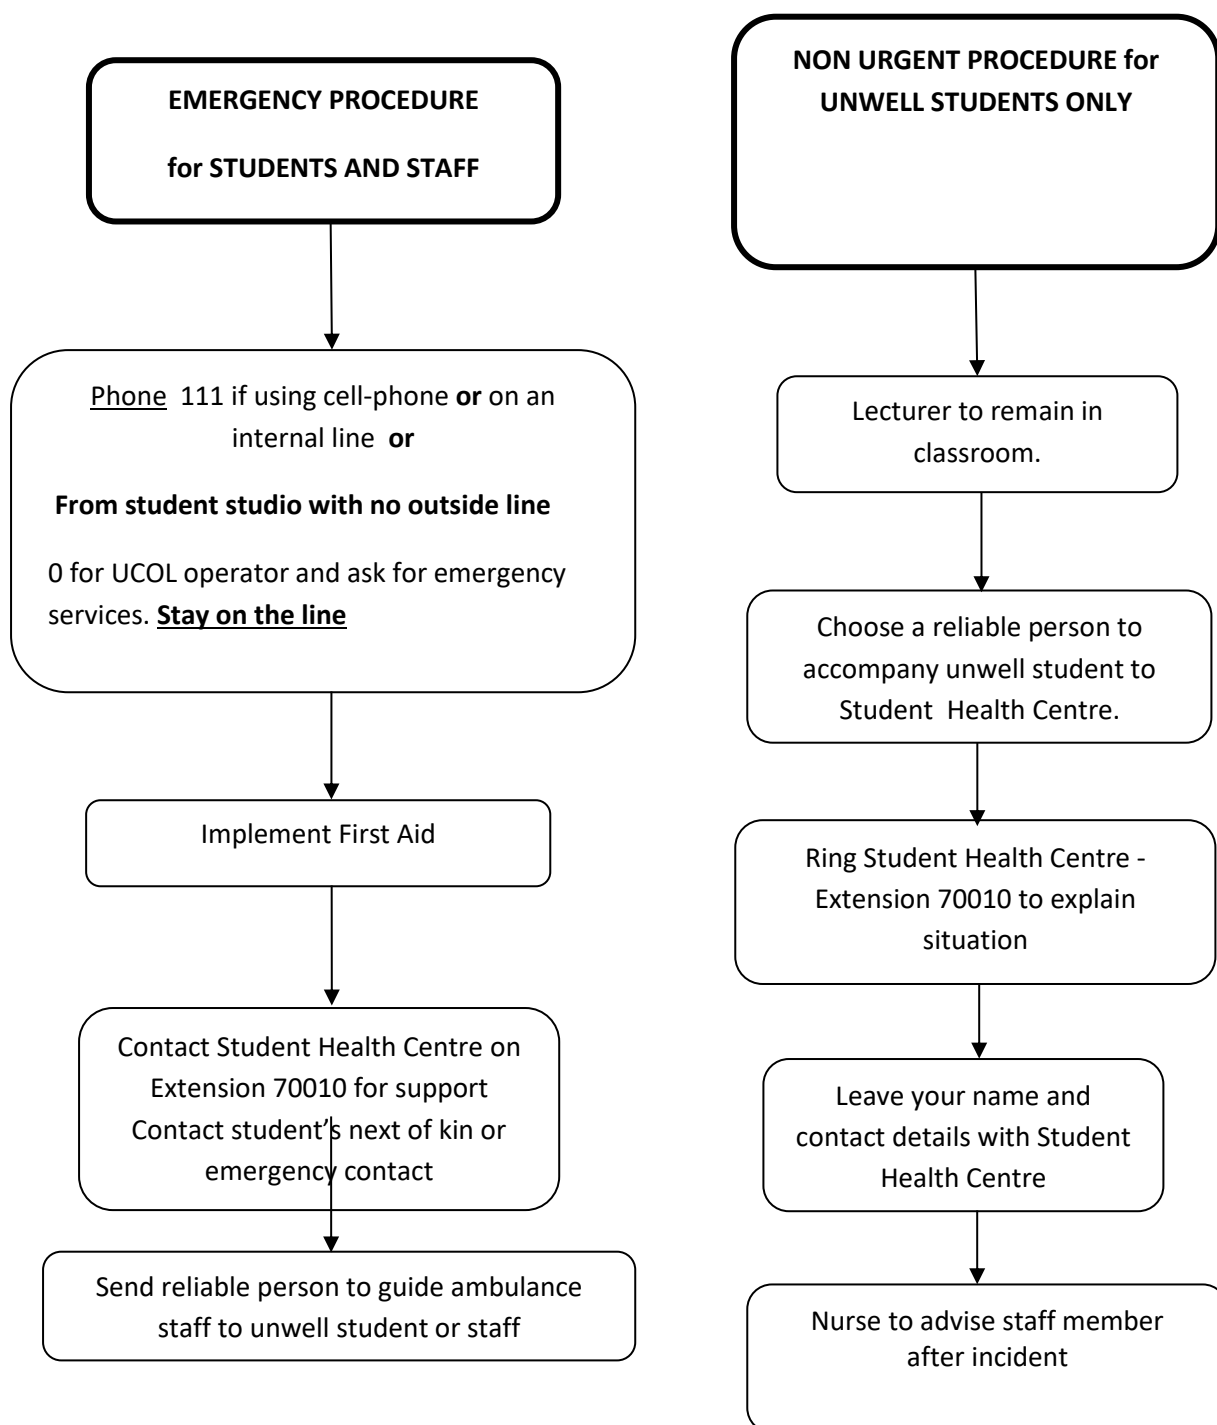 EMERGENCY PROCEDURE
for STUDENTS AND STAFF
Phone 111 if using cell-phone or on an
internal line or
From student studio with no outside line
0 for UCOL operator and ask for emergency
services. Stay on the line
Implement First Aid
Contact Student Health Centre on
Extension 70010 for support
Contact student’s next of kin or
emergency contact
Send reliable person to guide ambulance
staff to unwell student or staff
NON URGENT PROCEDURE for
UNWELL STUDENTS ONLY
Lecturer to remain in
classroom.
Choose a reliable person to
accompany unwell student to
Student Health Centre.
Ring Student Health Centre -
Extension 70010 to explain
situation
Leave your name and
contact details with Student
Health Centre
Nurse to advise staff member
after incident